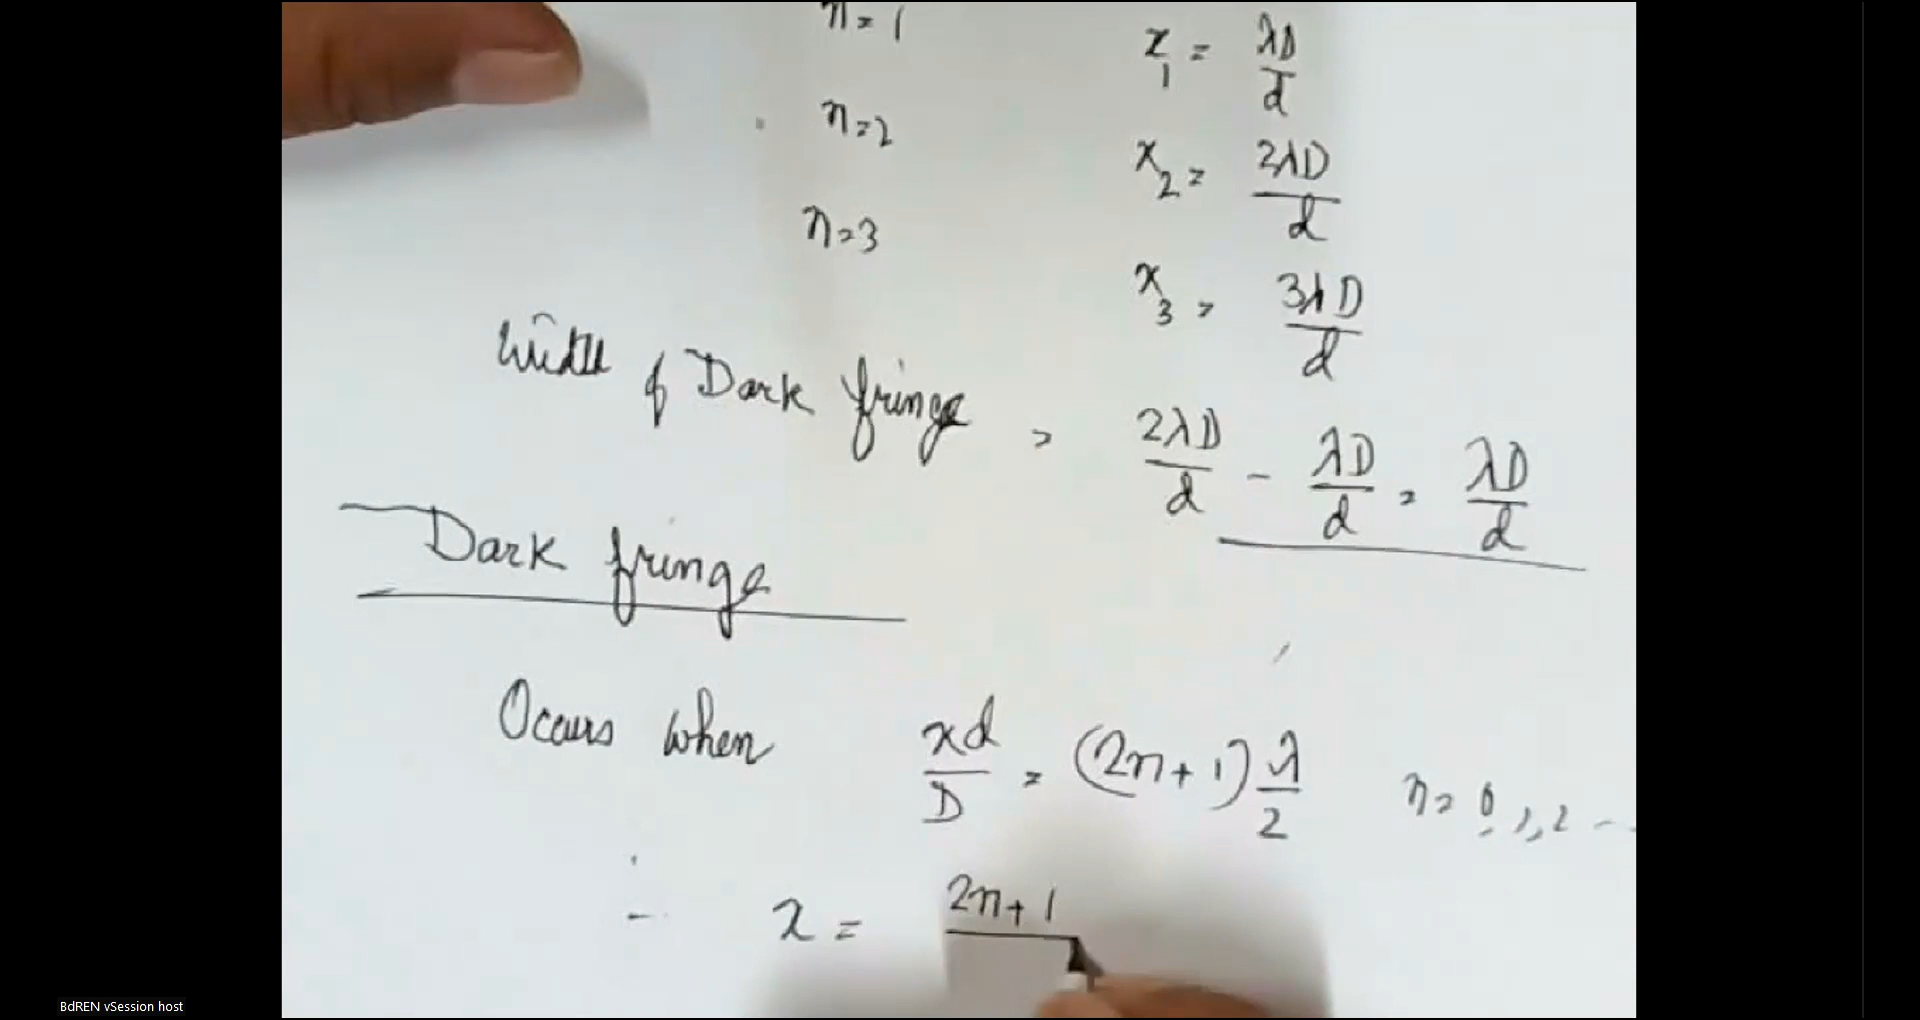 n = 1 x₁ = λD/d
n = 2 x₂ = 2λD/d
n = 3 x₃ = 3λD/d
Width of Dark fringe = 2λD/d - λD/d = λD/d
Dark fringe
Occurs when xd/D = (2n+1) λ/2 n = 0, 1, 2 --
x = 2n+1
BdREN vSession host